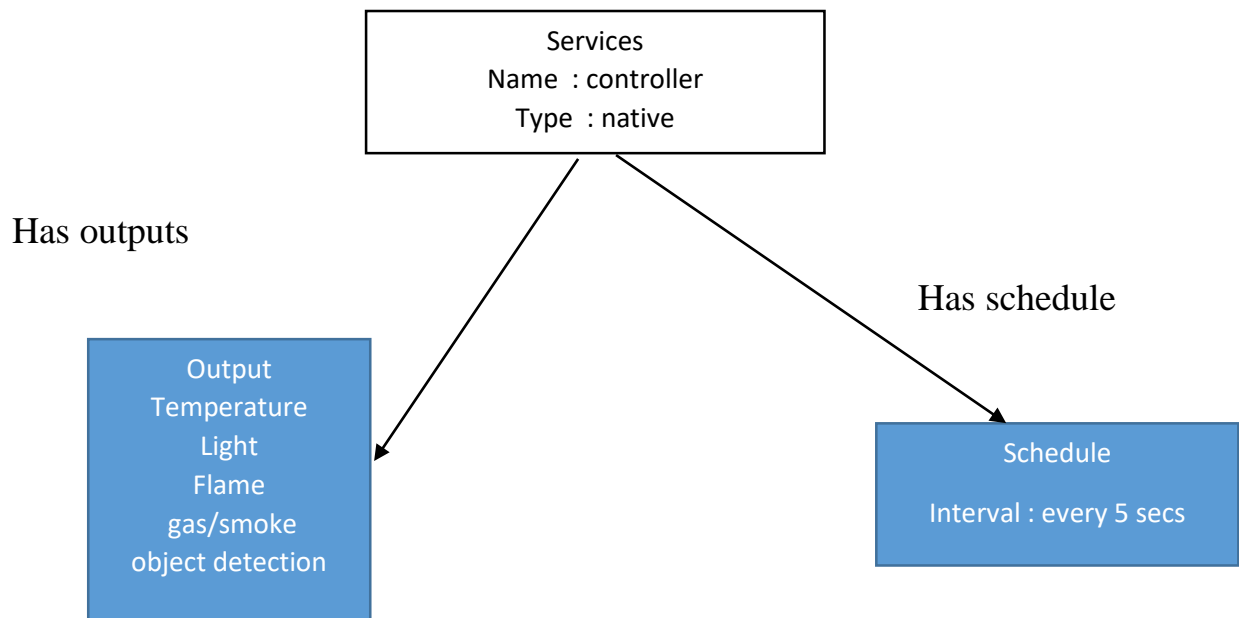 Services
Name  : controller
Type  : native
Has outputs
Has schedule
Output
Temperature
Light
Flame
gas/smoke
object detection
Schedule
Interval : every 5 secs